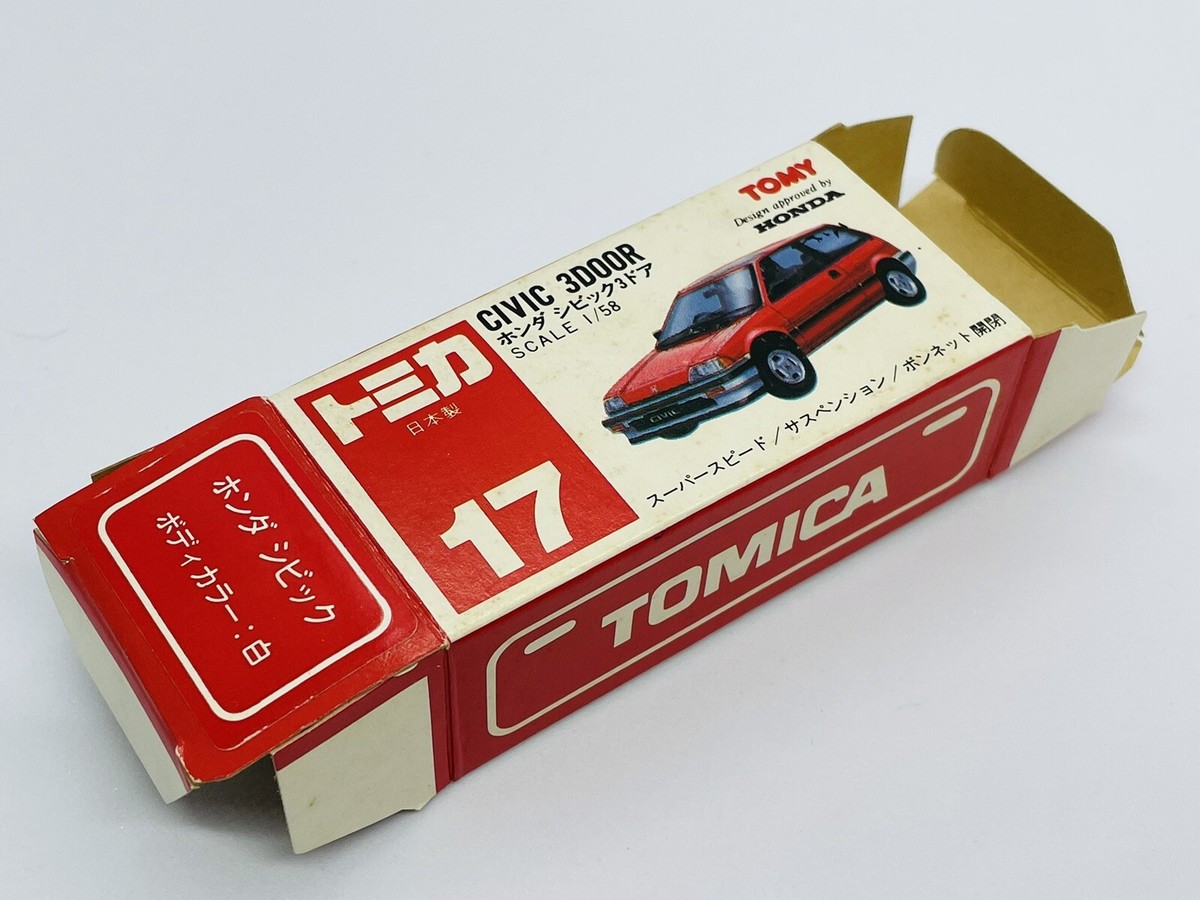 TOMY
Design approved by
HONDA
CIVIC 3DOOR
ホンダ シビック3ドア
SCALE 1/58
トミカ
日本製
17
CIVIC
スーパースピード/サスペンション/ボンネット開閉
TOMICA
ホンダ シビック
ボディカラー:白